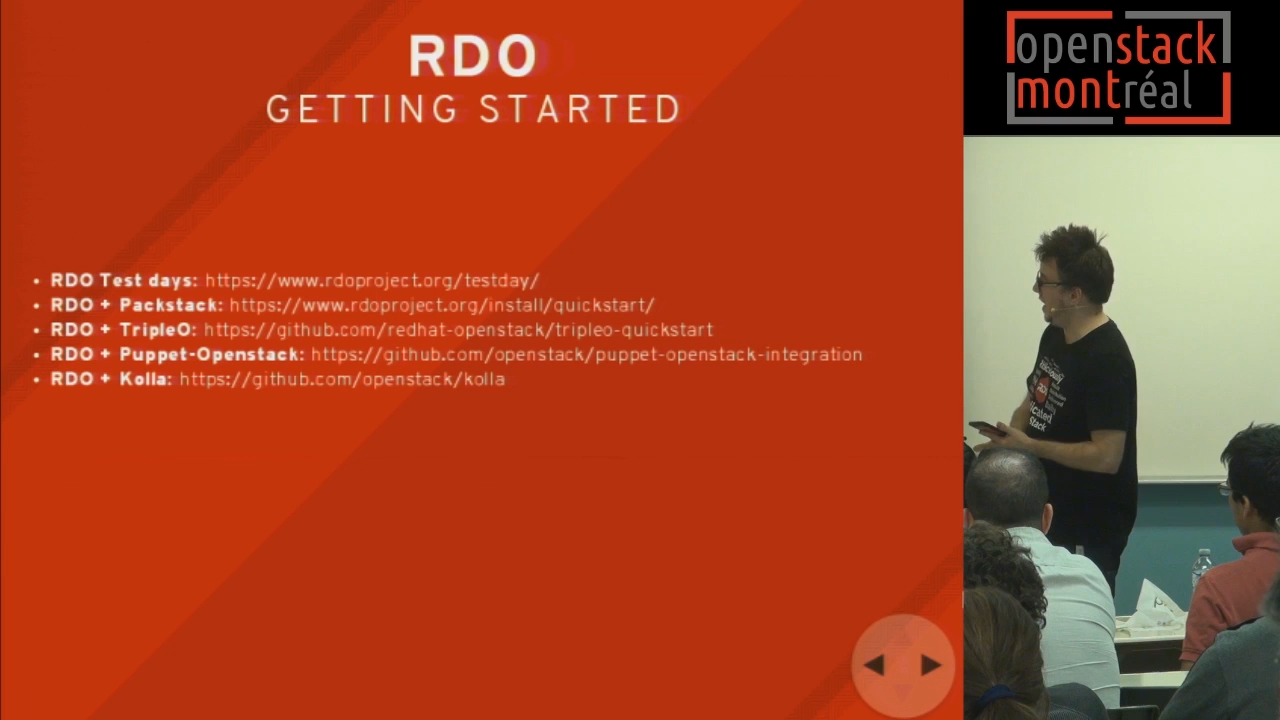 RDO
GETTING STARTED
• RDO Test days: https://www.rdoproject.org/testday/
• RDO + Packstack: https://www.rdoproject.org/install/quickstart/
• RDO + TripleO: https://github.com/redhat-openstack/tripleo-quickstart
• RDO + Puppet-Openstack: https://github.com/openstack/puppet-openstack-integration
• RDO + Kolla: https://github.com/openstack/kolla
openstack
montréal